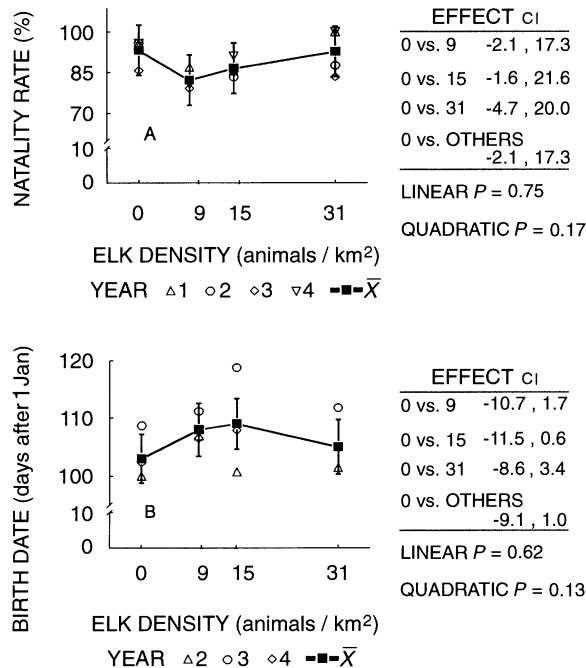 NATALITY RATE (%)
100
85
70
10
0
A
0 9 15 31
ELK DENSITY (animals / km²)
YEAR △1 ○2 ◇3 ▽4 X̄
EFFECT CI
0 vs. 9 -2.1 , 17.3
0 vs. 15 -1.6 , 21.6
0 vs. 31 -4.7 , 20.0
0 vs. OTHERS
-2.1 , 17.3
LINEAR P = 0.75
QUADRATIC P = 0.17
BIRTH DATE (days after 1 Jan)
120
110
100
10
0
B
0 9 15 31
ELK DENSITY (animals / km²)
YEAR △2 ○3 ◇4 X̄
EFFECT CI
0 vs. 9 -10.7 , 1.7
0 vs. 15 -11.5 , 0.6
0 vs. 31 -8.6 , 3.4
0 vs. OTHERS
-9.1 , 1.0
LINEAR P = 0.62
QUADRATIC P = 0.13